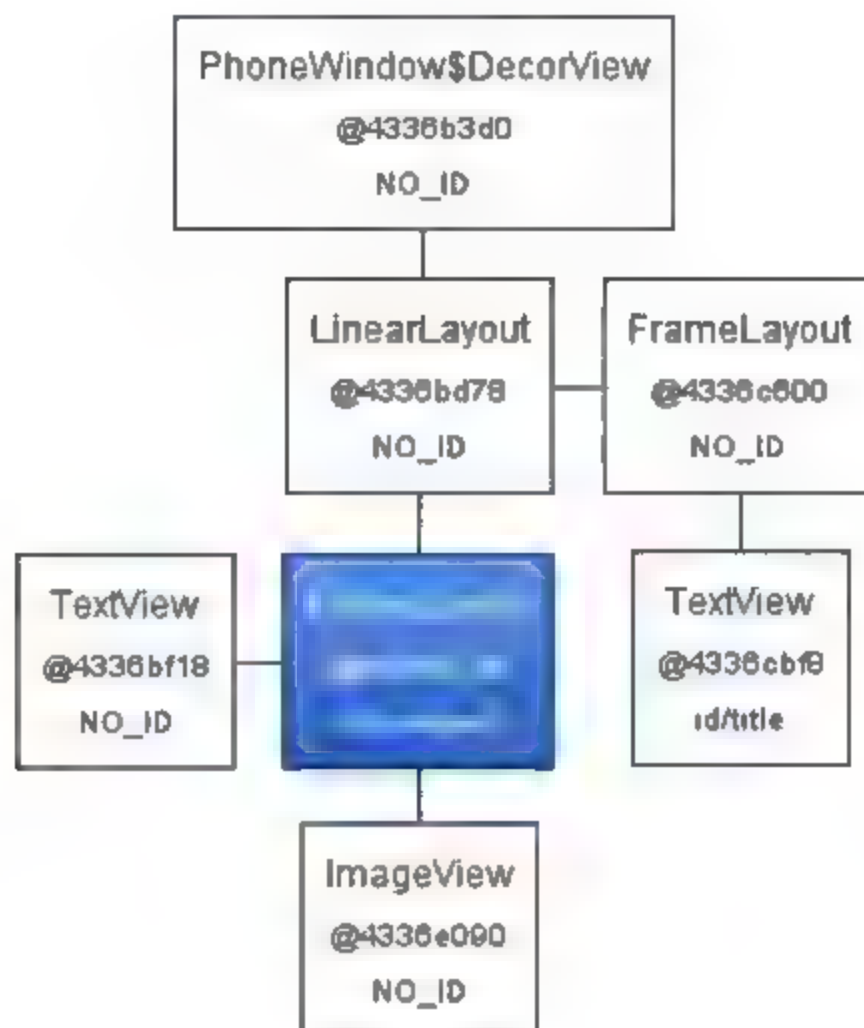 PhoneWindow$DecorView
@4336b3d0
NO_ID
LinearLayout
@4336bd78
NO_ID
FrameLayout
@4336c600
NO_ID
TextView
@4336bf18
NO_ID
TextView
@4336cbf8
id/title
ImageView
@4336e090
NO_ID